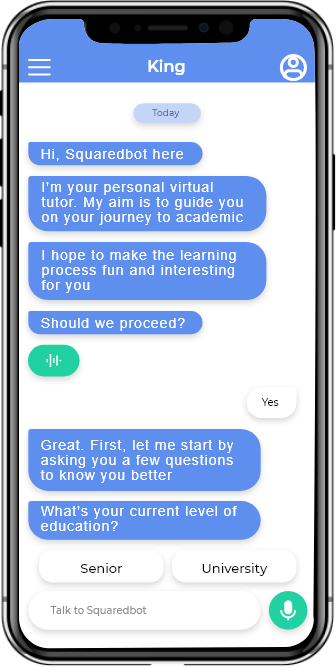 King
Today
Hi, Squaredbot here
I'm your personal virtual
tutor. My aim is to guide you
on your journey to academic
I hope to make the learning
process fun and interesting
for you
Should we proceed?
Yes
Great. First, let me start by
asking you a few questions
to know you better
What's your current level of
education?
Senior
University
Talk to Squaredbot